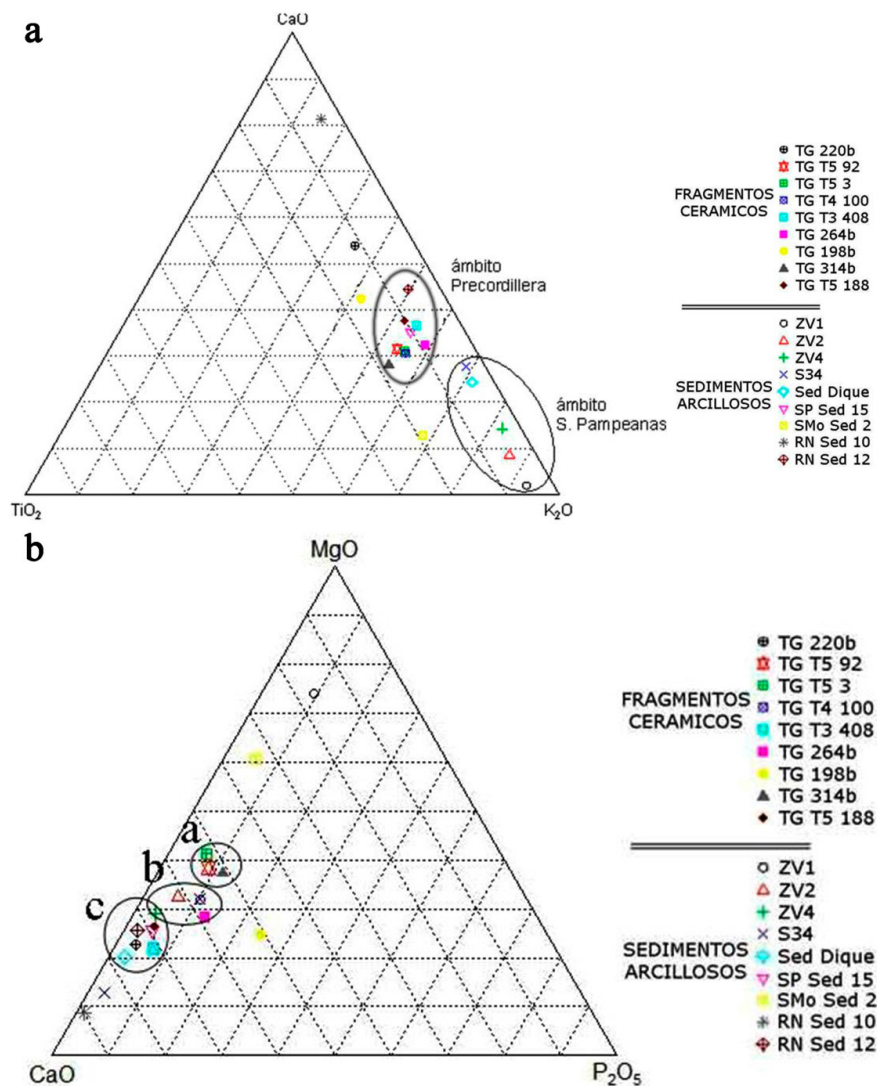 a
CaO
TiO₂
K₂O
ámbito
Precordillera
ámbito
S. Pampeanas
FRAGMENTOS
CERAMICOS
TG 220b
TG T5 92
TG T5 3
TG T4 100
TG T3 408
TG 264b
TG 198b
TG 314b
TG T5 188
SEDIMENTOS
ARCILLOSOS
ZV1
ZV2
ZV4
S34
Sed Dique
SP Sed 15
SMo Sed 2
RN Sed 10
RN Sed 12
b
MgO
CaO
P₂O₅
a
b
c
FRAGMENTOS
CERAMICOS
TG 220b
TG T5 92
TG T5 3
TG T4 100
TG T3 408
TG 264b
TG 198b
TG 314b
TG T5 188
SEDIMENTOS
ARCILLOSOS
ZV1
ZV2
ZV4
S34
Sed Dique
SP Sed 15
SMo Sed 2
RN Sed 10
RN Sed 12